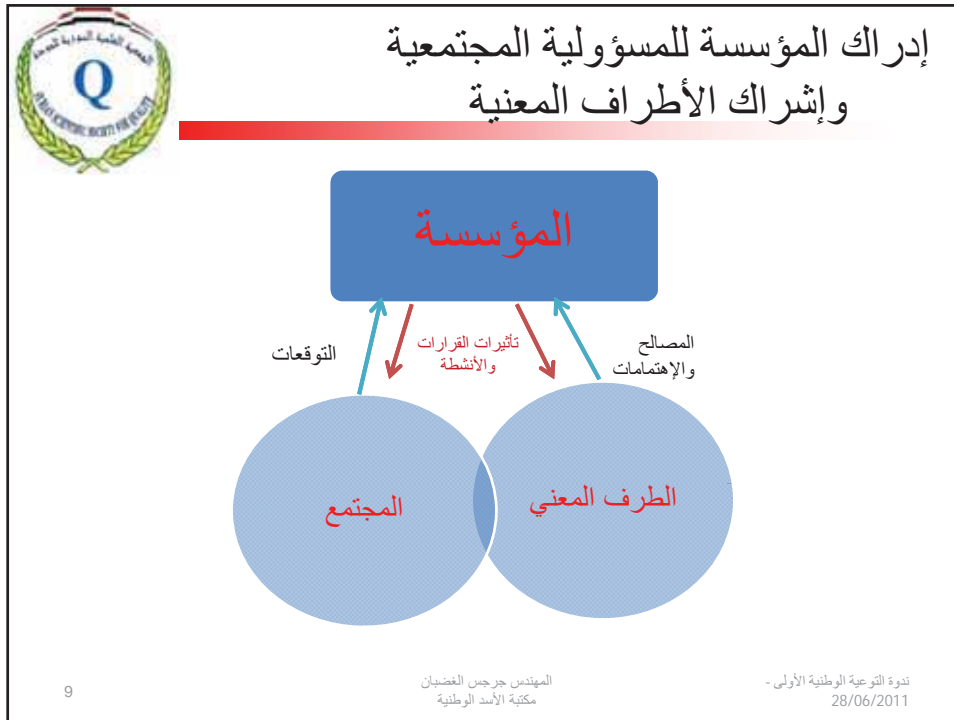 إدراك المؤسسة للمسؤولية المجتمعية
وإشراك الأطراف المعنية
Q
المؤسسة
التوقعات
تأثيرات القرارات
والأنشطة
المصالح
والإهتمامات
المجتمع
الطرف المعني
ندوة التوعية الوطنية الأولى -
28/06/2011
المهندس جرجس الغضبان
مكتبة الأسد الوطنية
9